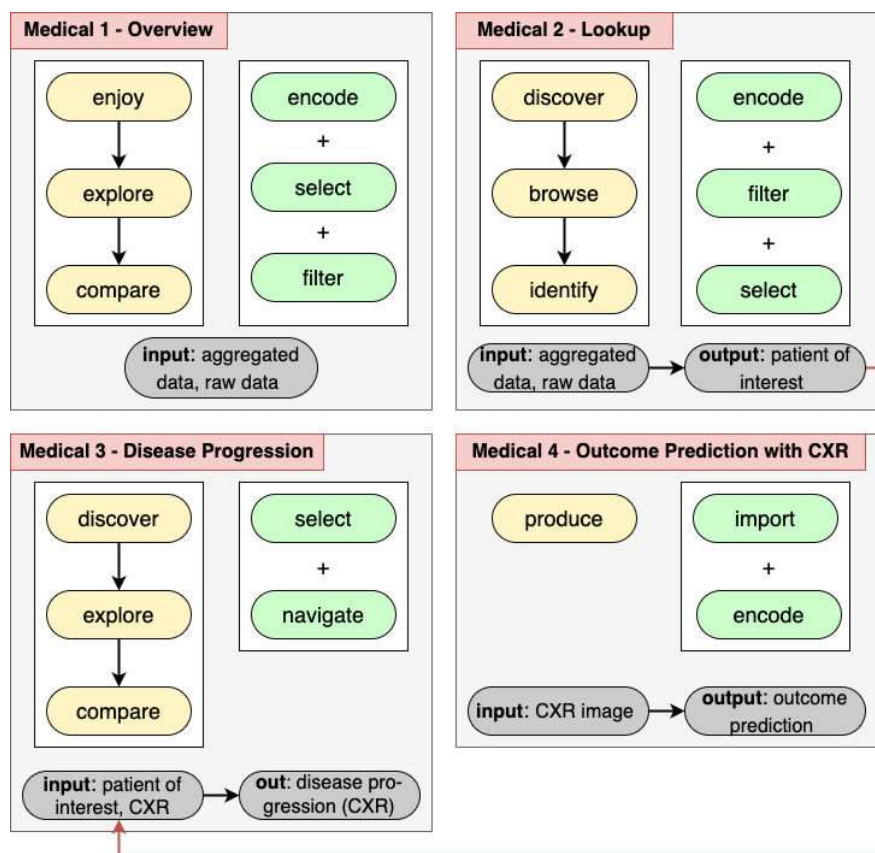 Medical 1 - Overview
enjoy
explore
compare
encode
+
select
+
filter
input: aggregated
data, raw data
Medical 2 - Lookup
discover
browse
identify
encode
+
filter
+
select
input: aggregated
data, raw data
output: patient of
interest
Medical 3 - Disease Progression
discover
explore
compare
select
+
navigate
input: patient of
interest, CXR
out: disease pro-
gression (CXR)
Medical 4 - Outcome Prediction with CXR
produce
import
+
encode
input: CXR image
output: outcome
prediction